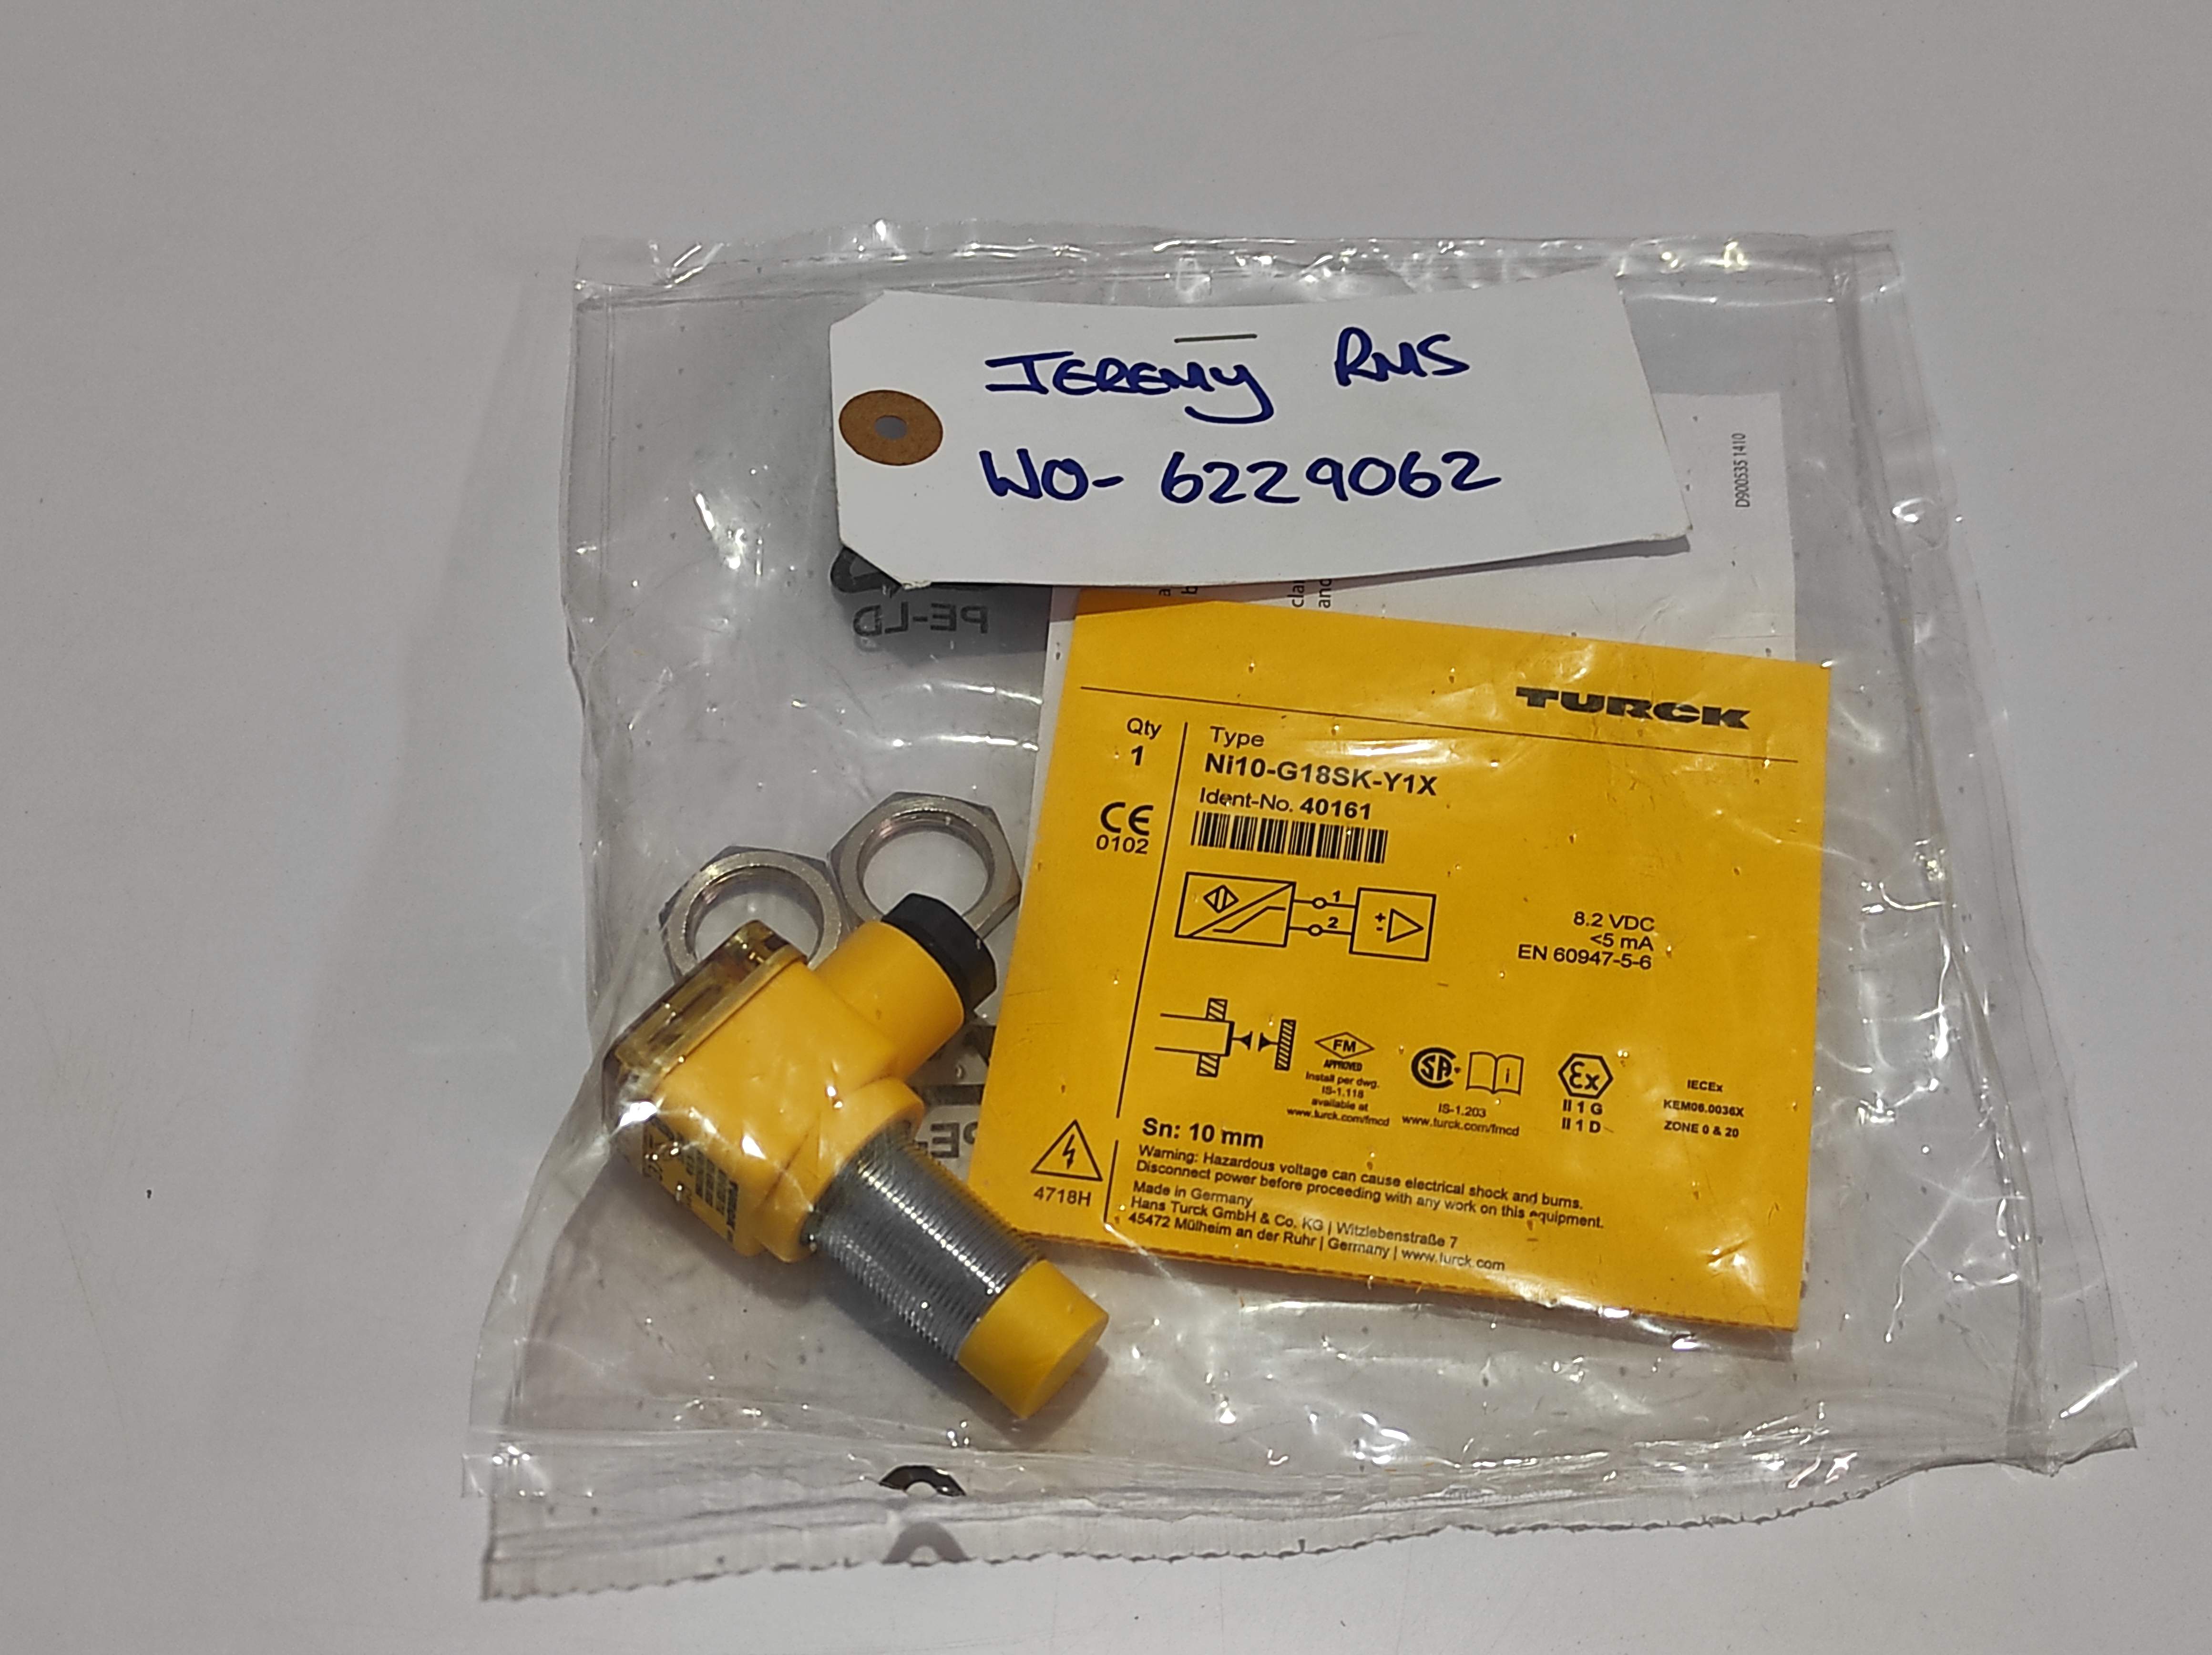 JEREMY RMS
WO- 6229062
D900535 1410
PE-LD
TURCK
Qty
1
Type
Ni10-G18SK-Y1X
Ident-No. 40161
CE
0102
1
2
8.2 VDC
<5 mA
EN 60947-5-6
FM
APPROVED
Install per dwg.
IS-1.118
available at
www.turck.com/fmcd
SA
i
IS-1.203
www.turck.com/fmcd
Ex
II 1 G
II 1 D
IECEx
KEM06.0036X
ZONE 0 & 20
Sn: 10 mm
4718H
Warning: Hazardous voltage can cause electrical shock and burns.
Disconnect power before proceeding with any work on this equipment.
Made in Germany
Hans Turck GmbH & Co. KG | Witzlebenstraße 7
45472 Mülheim an der Ruhr | Germany | www.turck.com
TURCK